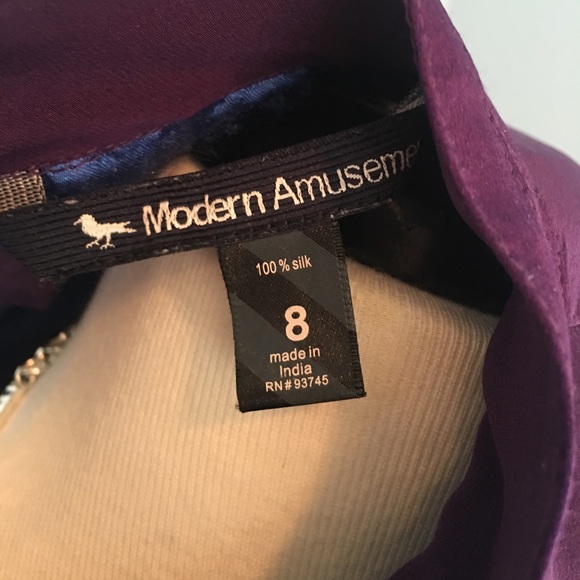 Modern Amuseme
100% silk
8
made in
India
RN#93745